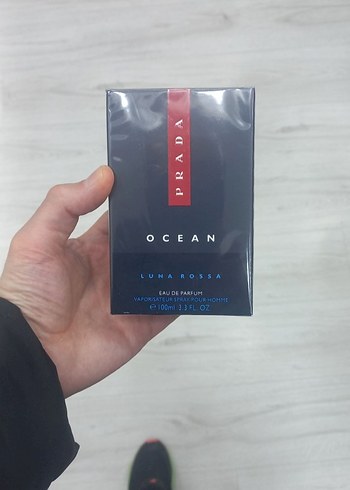 PRADA
OCEAN
LUNA ROSSA
EAU DE PARFUM
VAPORISATEUR SPRAY POUR HOMME
℮ 100ml 3.3 FL. OZ.